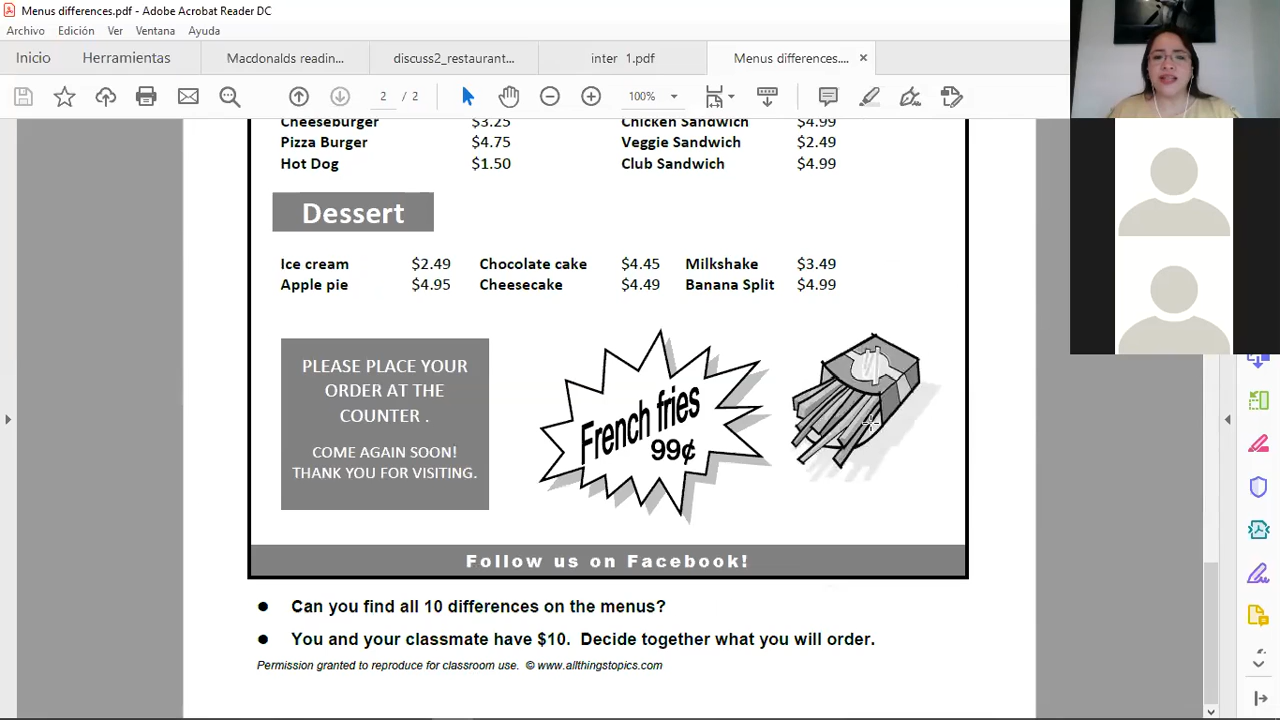 Menus differences.pdf - Adobe Acrobat Reader DC
Archivo Edición Ver Ventana Ayuda
Inicio Herramientas Macdonalds readin... discuss2_restaurant... inter 1.pdf Menus differences....
2 / 2 100%
Cheeseburger $3.25 Chicken Sandwich $4.99
Pizza Burger $4.75 Veggie Sandwich $2.49
Hot Dog $1.50 Club Sandwich $4.99
Dessert
Ice cream $2.49 Chocolate cake $4.45 Milkshake $3.49
Apple pie $4.95 Cheesecake $4.49 Banana Split $4.99
PLEASE PLACE YOUR
ORDER AT THE
COUNTER .
COME AGAIN SOON!
THANK YOU FOR VISITING.
French fries
99¢
Follow us on Facebook!
● Can you find all 10 differences on the menus?
● You and your classmate have $10. Decide together what you will order.
Permission granted to reproduce for classroom use. © www.allthingstopics.com